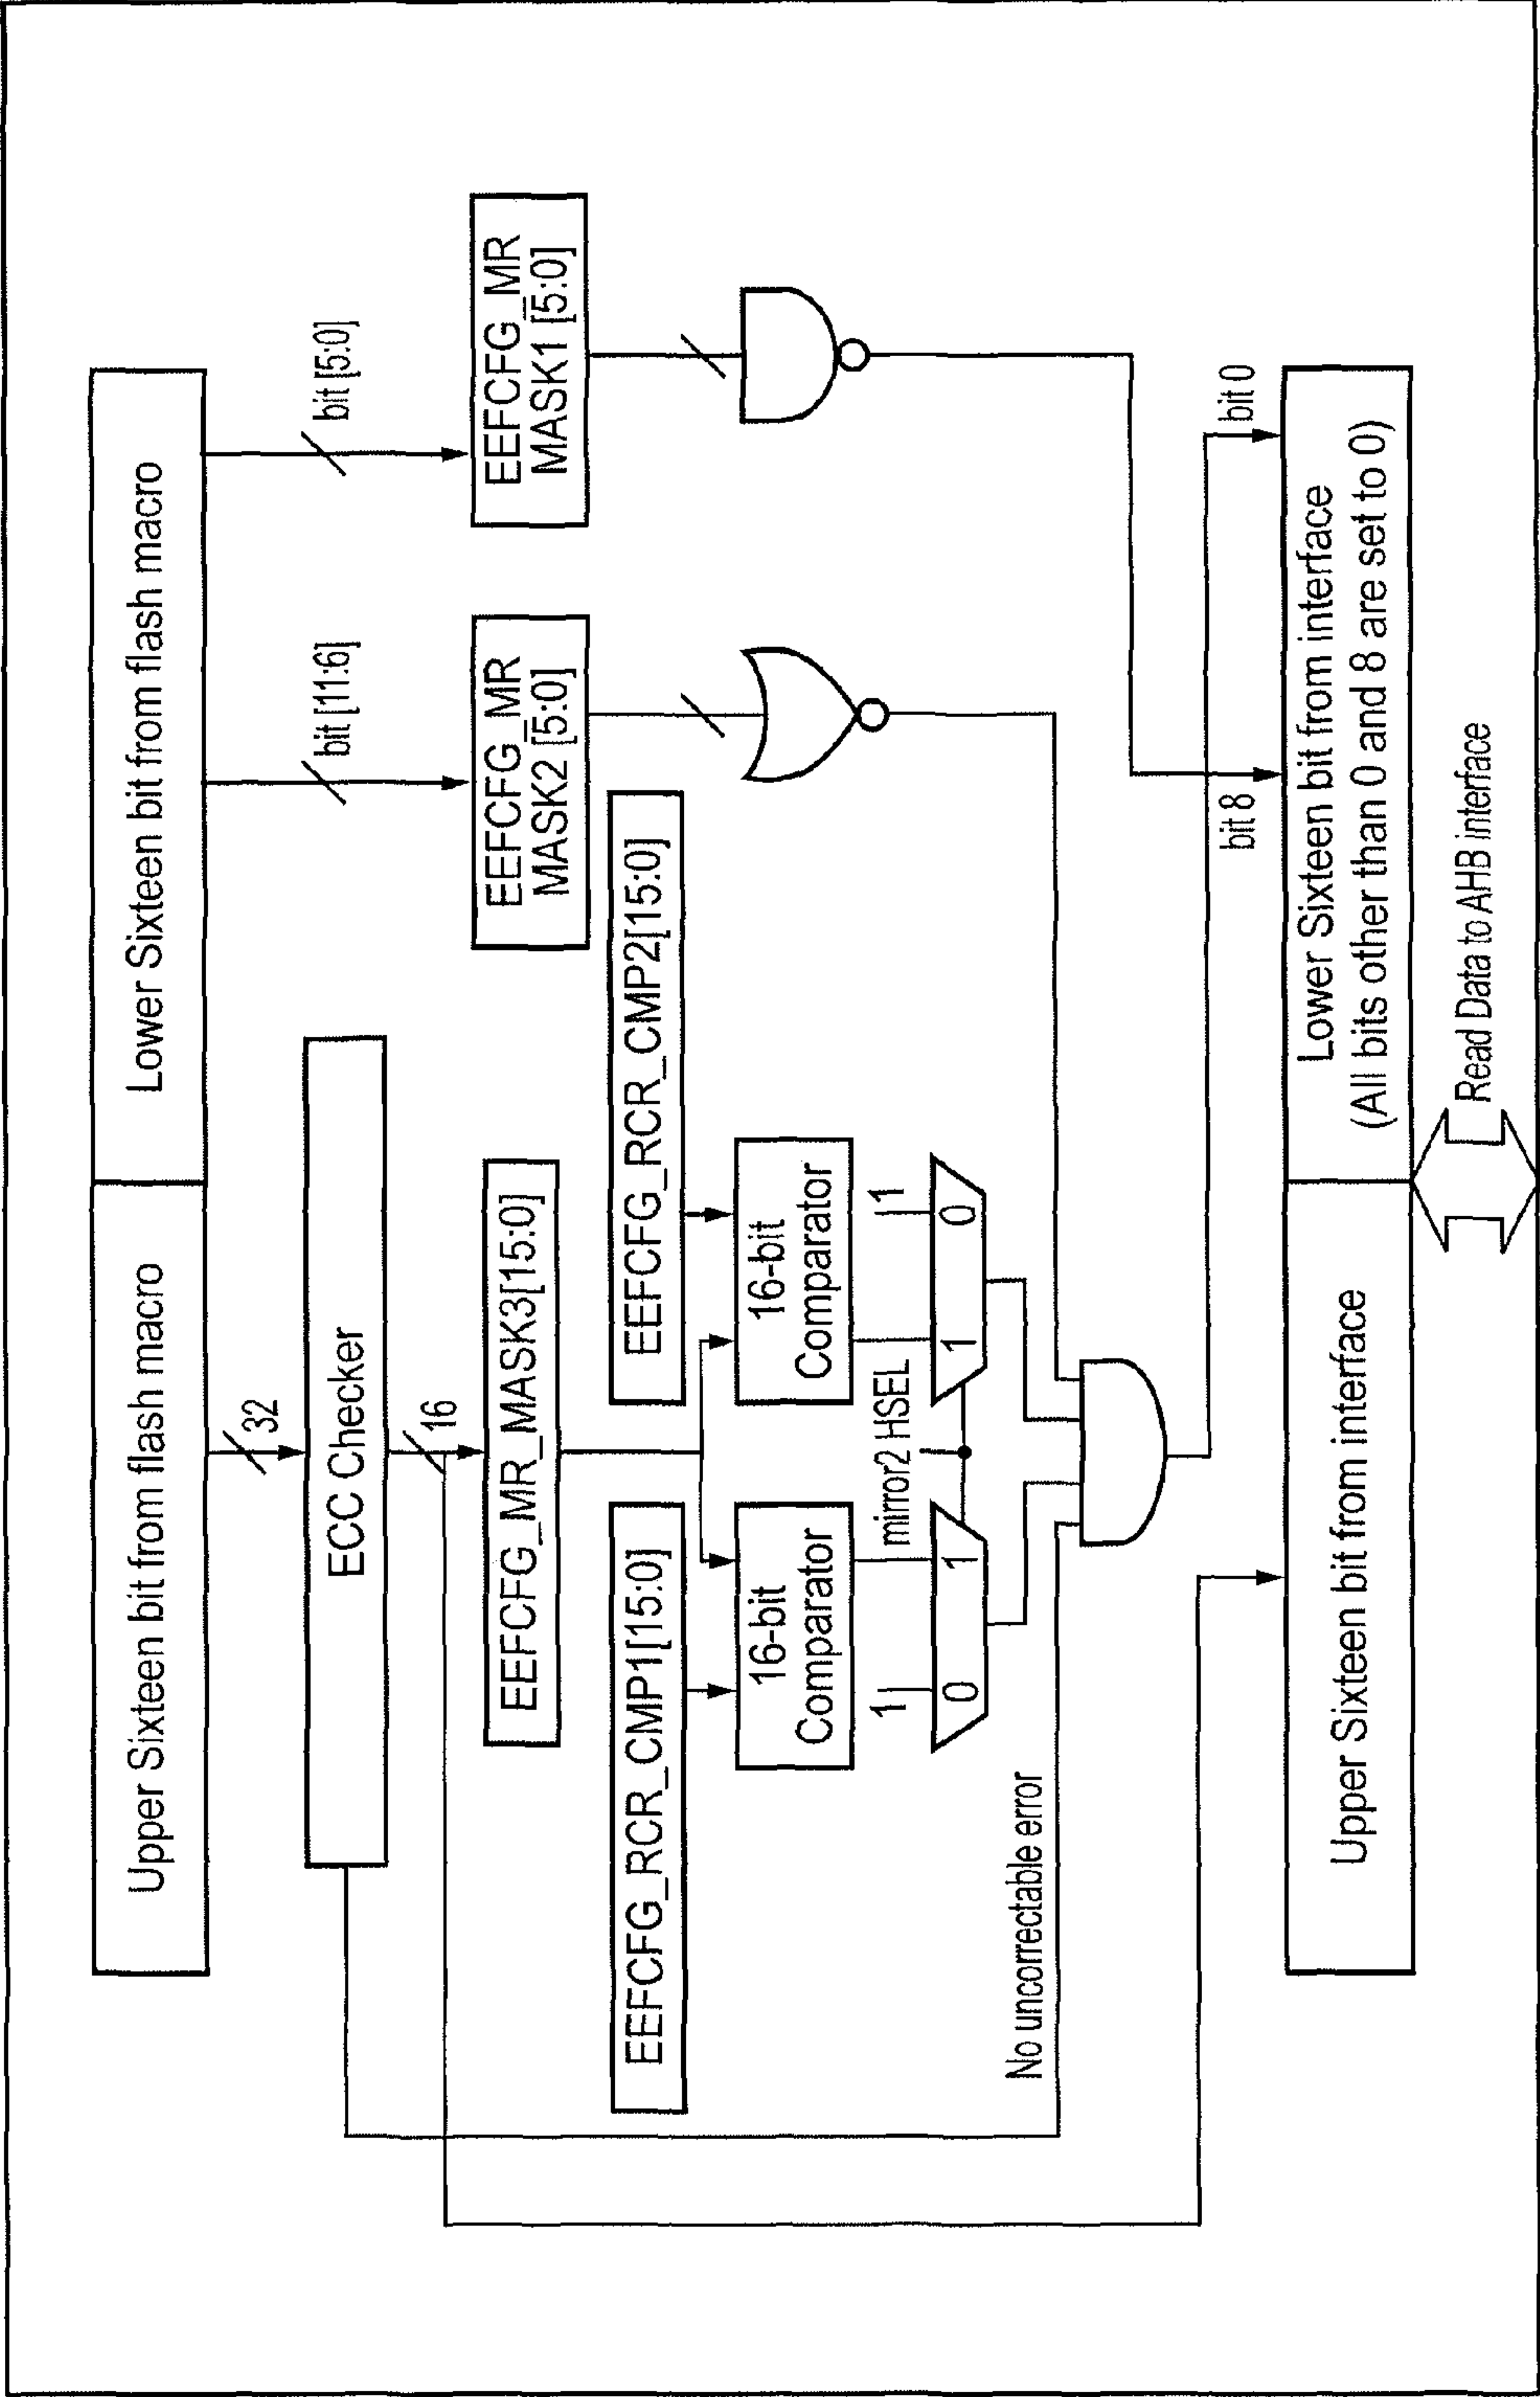 Upper Sixteen bit from flash macro
Lower Sixteen bit from flash macro
32
bit [11:6]
bit [5:0]
ECC Checker
16
EEFCFG_MR_MASK3[15:0]
EEFCFG_MR
MASK2 [5:0]
EEFCFG_MR
MASK1 [5:0]
EEFCFG_RCR_CMP1[15:0]
EEFCFG_RCR_CMP2[15:0]
16-bit
Comparator
16-bit
Comparator
1
mirror2 HSEL
1
0
1
1
0
No uncorrectable error
bit 8
bit 0
Upper Sixteen bit from interface
Lower Sixteen bit from interface
(All bits other than 0 and 8 are set to 0)
Read Data to AHB interface